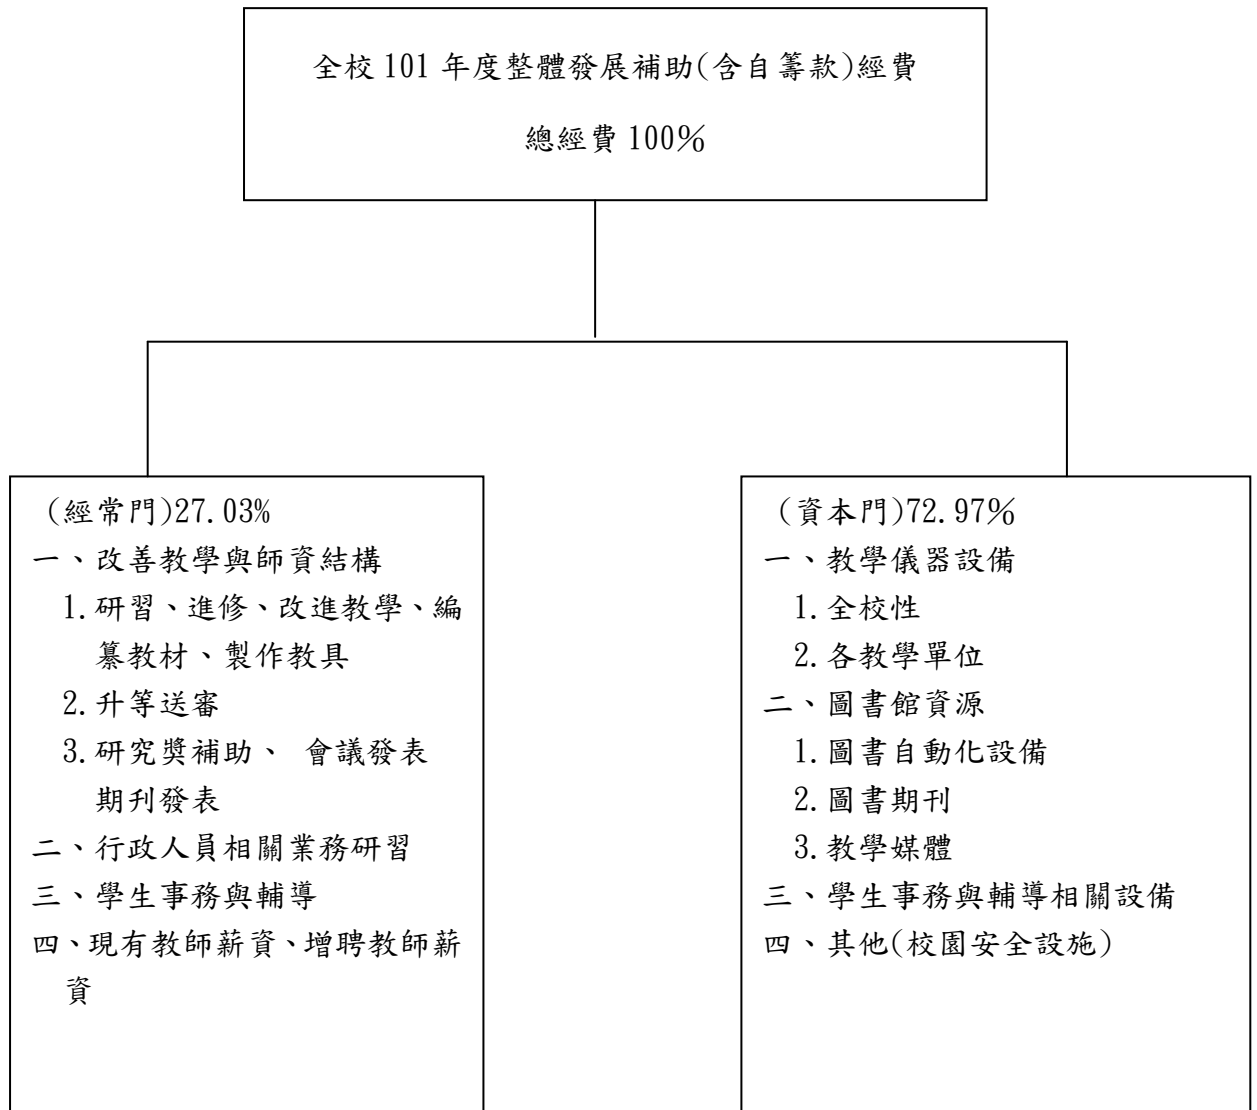 全校 101 年度整體發展補助(含自籌款)經費
總經費 100％
(經常門)27.03%
一、改善教學與師資結構
1.研習、進修、改進教學、編
纂教材、製作教具
2.升等送審
3.研究獎補助、 會議發表
期刊發表
二、行政人員相關業務研習
三、學生事務與輔導
四、現有教師薪資、增聘教師薪
資
(資本門)72.97％
一、教學儀器設備
1.全校性
2.各教學單位
二、圖書館資源
1.圖書自動化設備
2.圖書期刊
3.教學媒體
三、學生事務與輔導相關設備
四、其他(校園安全設施)